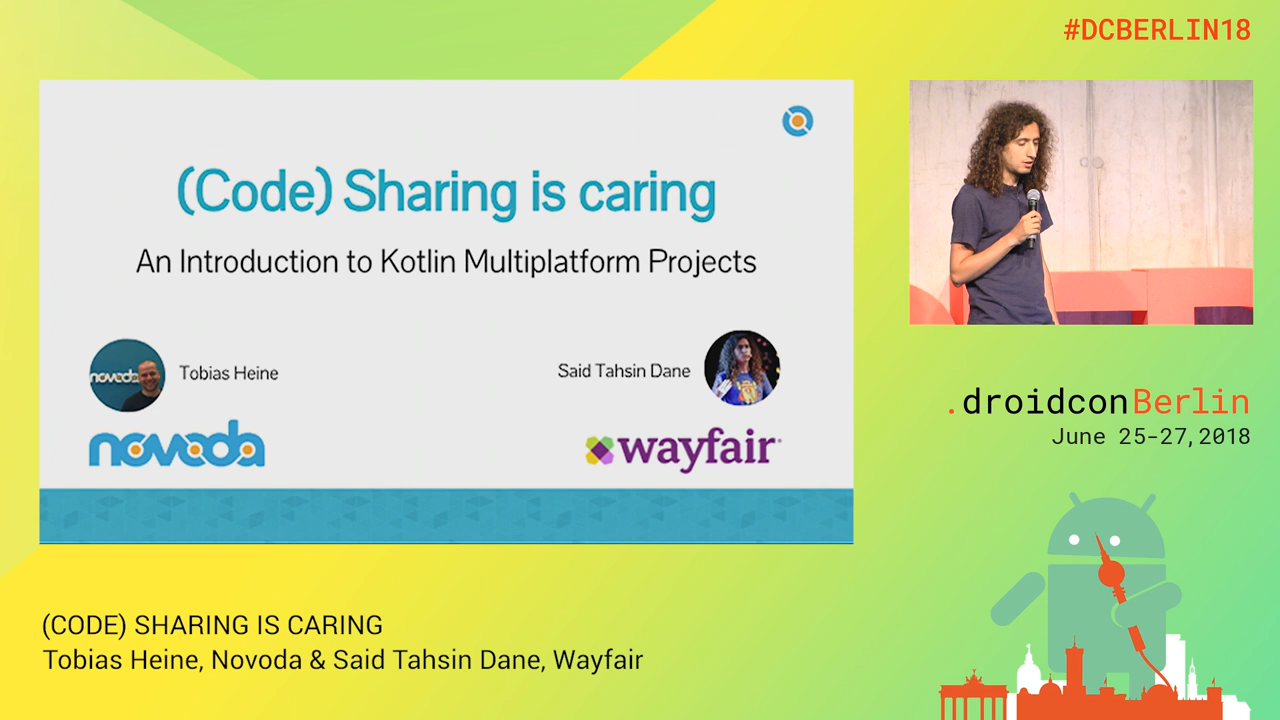 #DCBERLIN18
(Code) Sharing is caring
An Introduction to Kotlin Multiplatform Projects
novoda
Tobias Heine
Said Tahsin Dane
novoda
wayfair
.droidconBerlin
June 25-27, 2018
(CODE) SHARING IS CARING
Tobias Heine, Novoda & Said Tahsin Dane, Wayfair